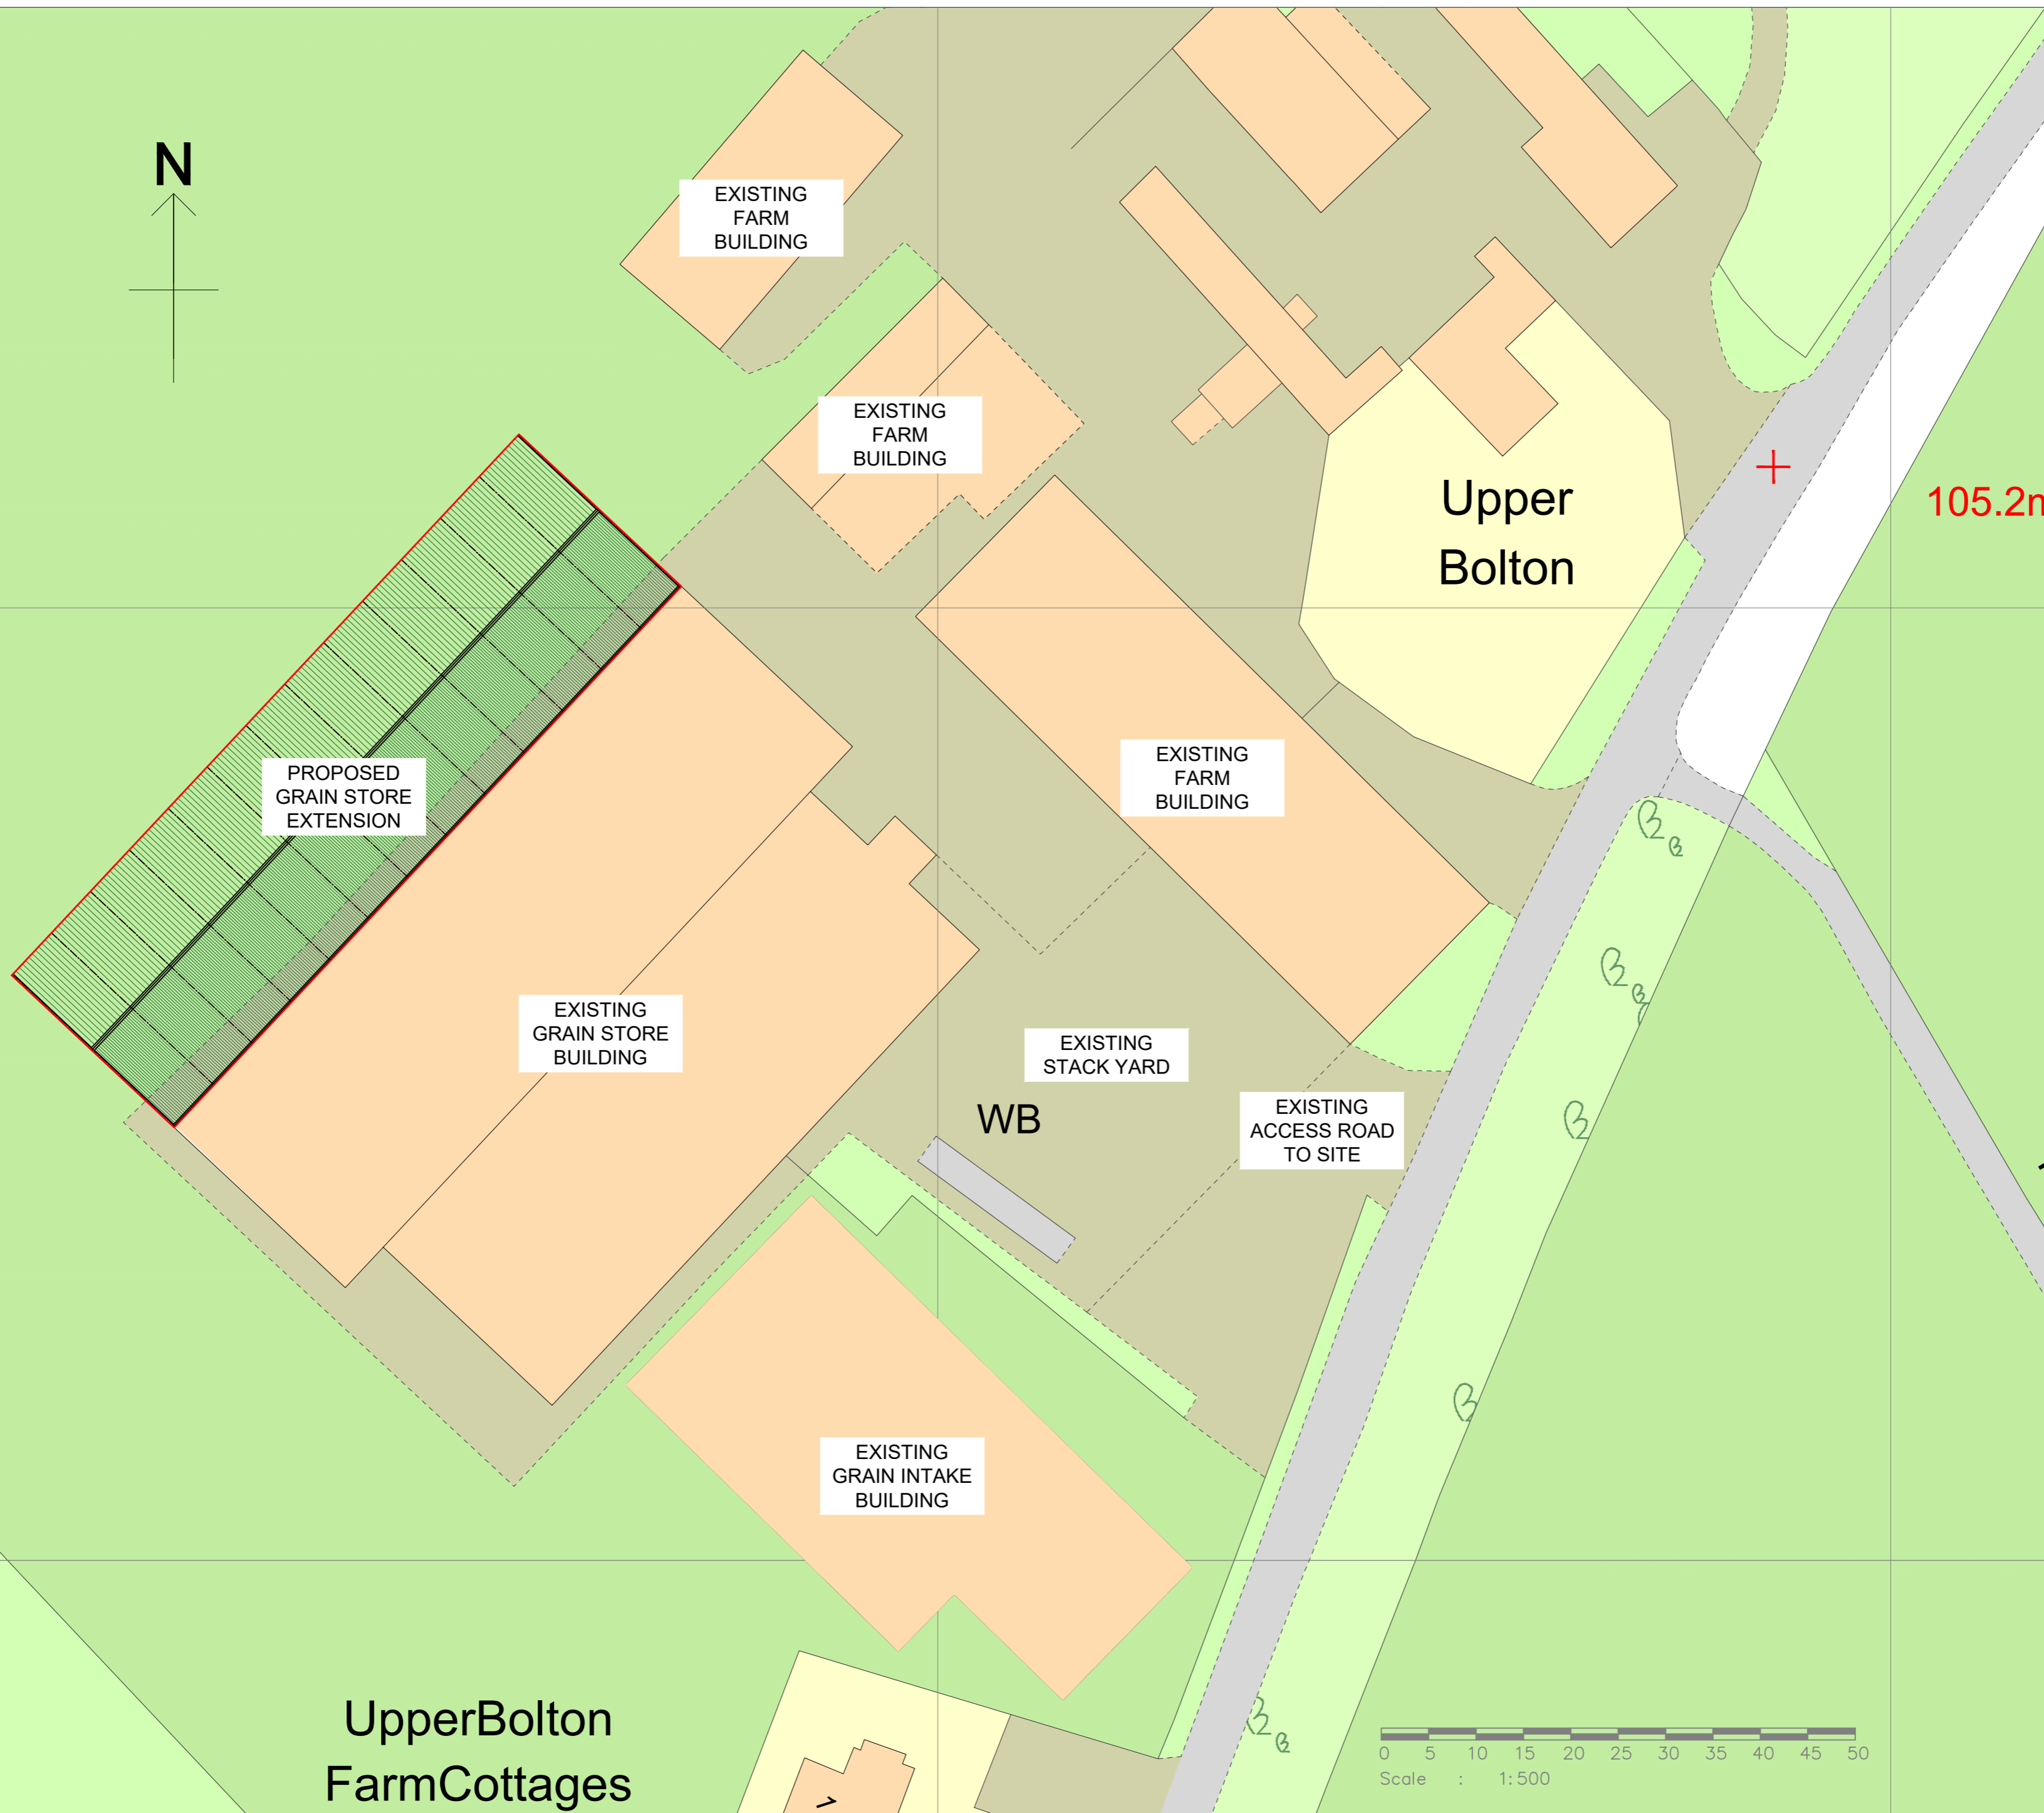 N
EXISTING
FARM
BUILDING
EXISTING
FARM
BUILDING
Upper
Bolton
105.2m
PROPOSED
GRAIN STORE
EXTENSION
EXISTING
FARM
BUILDING
EXISTING
GRAIN STORE
BUILDING
EXISTING
STACK YARD
WB
EXISTING
ACCESS ROAD
TO SITE
EXISTING
GRAIN INTAKE
BUILDING
UpperBolton
FarmCottages
1
0 5 10 15 20 25 30 35 40 45 50
Scale : 1:500